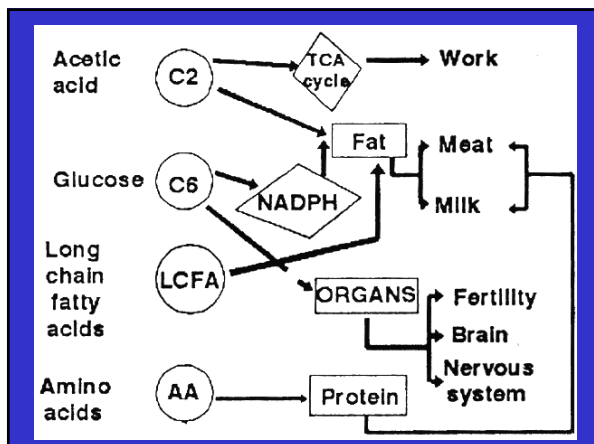 Acetic
acid
C2
TCA
cycle
Work
Fat
Meat
Glucose
C6
NADPH
Milk
Long
chain
fatty
acids
LCFA
ORGANS
Fertility
Brain
Nervous
system
Amino
acids
AA
Protein